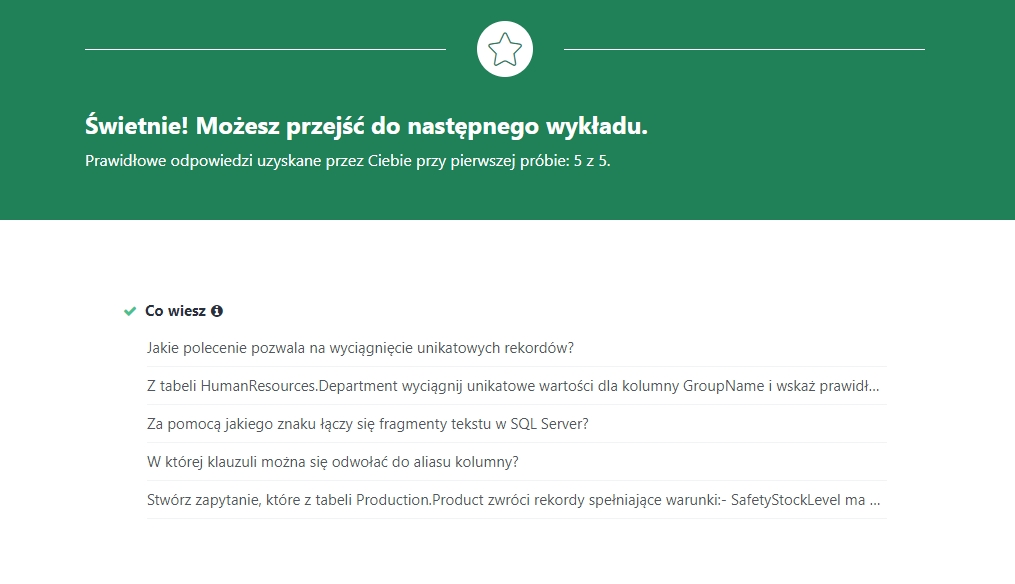 Świetnie! Możesz przejść do następnego wykładu.
Prawidłowe odpowiedzi uzyskane przez Ciebie przy pierwszej próbie: 5 z 5.
Co wiesz
Jakie polecenie pozwala na wyciągnięcie unikatowych rekordów?
Z tabeli HumanResources.Department wyciągnij unikatowe wartości dla kolumny GroupName i wskaż prawidł...
Za pomocą jakiego znaku łączy się fragmenty tekstu w SQL Server?
W której klauzuli można się odwołać do aliasu kolumny?
Stwórz zapytanie, które z tabeli Production.Product zwróci rekordy spełniające warunki:- SafetyStockLevel ma ...